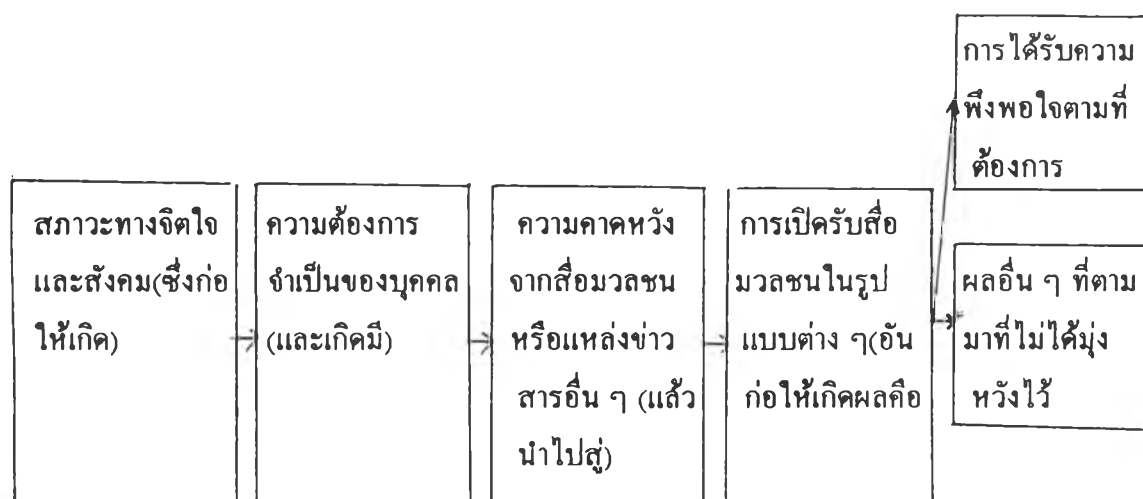 สภาวะทางจิตใจ
และสังคม(ซึ่งก่อ
ให้เกิด)
ความต้องการ
จำเป็นของบุคคล
(และเกิดมี)
ความคาดหวัง
จากสื่อมวลชน
หรือแหล่งข่าว
สารอื่น ๆ (แล้ว
นำไปสู่)
การเปิดรับสื่อ
มวลชนในรูป
แบบต่าง ๆ(อัน
ก่อให้เกิดผลคือ
การได้รับความ
พึงพอใจตามที่
ต้องการ
ผลอื่น ๆ ที่ตาม
มาที่ไม่ได้มุ่ง
หวังไว้